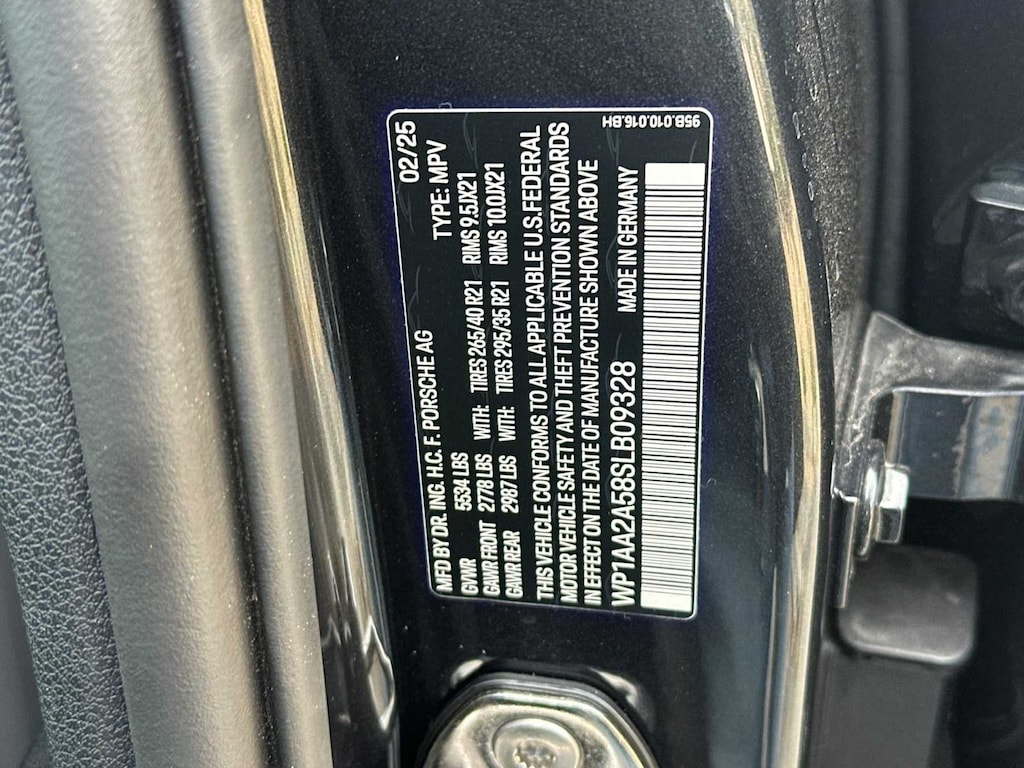 02/25
MFD BY DR. ING. H.C. F. PORSCHE AG TYPE: MPV
GVWR 5534 LBS
GAWR FRONT 2778 LBS WITH: TIRES 265/40 R21 RIMS 9.5JX21
GAWR REAR 2987 LBS WITH: TIRES 295/35 R21 RIMS 10.0JX21
THIS VEHICLE CONFORMS TO ALL APPLICABLE U.S. FEDERAL
MOTOR VEHICLE SAFETY AND THEFT PREVENTION STANDARDS
IN EFFECT ON THE DATE OF MANUFACTURE SHOWN ABOVE
WP1AA2A58SLB09328 MADE IN GERMANY
95B.010.016.BH